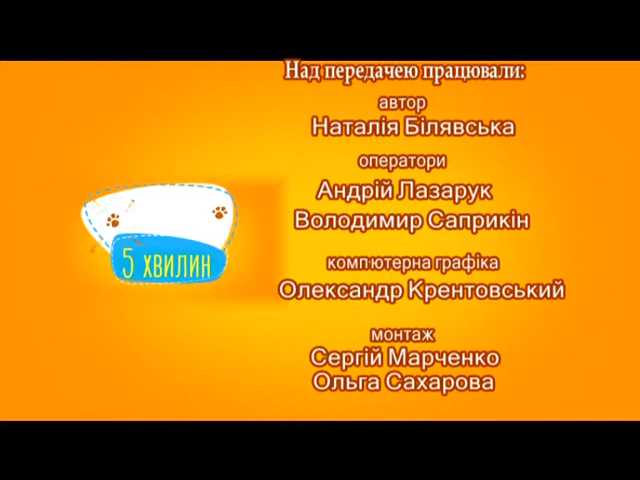 Над передачею працювали:
автор
Наталія Білявська
оператори
Андрій Лазарук
Володимир Саприкін
5 ХВИЛИН
комп'ютерна графіка
Олександр Крентовський
монтаж
Сергій Марченко
Ольга Сахарова